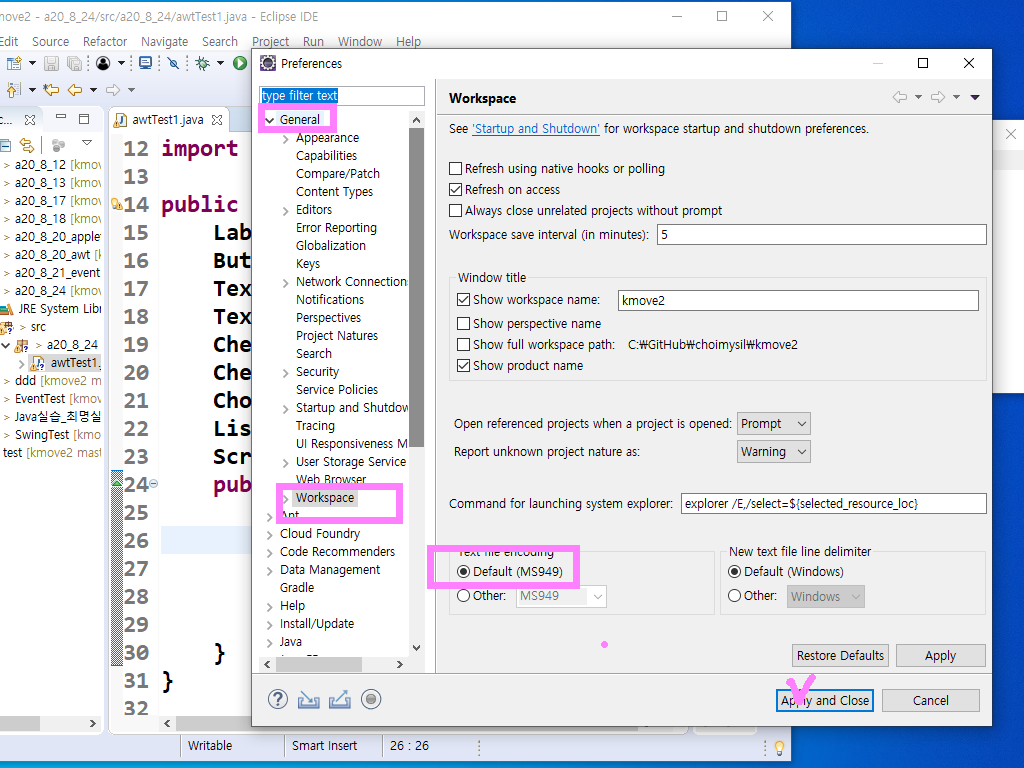 move2 - a20_8_24/src/a20_8_24/awtTest1.java - Eclipse IDE
Edit Source Refactor Navigate Search Project Run Window Help
awtTest1.java
a20_8_12 [kmov
a20_8_13 [kmov
a20_8_17 [kmov
a20_8_18 [kmov
a20_8_20_apple
a20_8_20_awt [k
a20_8_21_event
a20_8_24 [kmov
JRE System Libr
src
a20_8_24
awtTest1.
ddd [kmove2 m
EventTest [kmov
Java실습_최명실
SwingTest [kmo
test [kmove2 mast
12 import
13
14 public
15 Lab
16 But
17 Tex
18 Tex
19 Che
20 Che
21 Cho
22 Lis
23 Scr
24 pub
25
26
27
28
29
30 }
31 }
32
Writable Smart Insert 26 : 26
Preferences
type filter text
General
Appearance
Capabilities
Compare/Patch
Content Types
Editors
Error Reporting
Globalization
Keys
Network Connections
Notifications
Perspectives
Project Natures
Search
Security
Service Policies
Startup and Shutdow
Tracing
UI Responsiveness M
User Storage Service
Web Browser
Workspace
Ant
Cloud Foundry
Code Recommenders
Data Management
Gradle
Help
Install/Update
Java
Workspace
See 'Startup and Shutdown' for workspace startup and shutdown preferences.
Refresh using native hooks or polling
Refresh on access
Always close unrelated projects without prompt
Workspace save interval (in minutes): 5
Window title
Show workspace name: kmove2
Show perspective name
Show full workspace path: C:₩GitHub₩choimysil₩kmove2
Show product name
Open referenced projects when a project is opened: Prompt
Report unknown project nature as: Warning
Command for launching system explorer: explorer /E,/select=${selected_resource_loc}
Text file encoding
Default (MS949)
Other: MS949
New text file line delimiter
Default (Windows)
Other: Windows
Restore Defaults Apply
Apply and Close Cancel